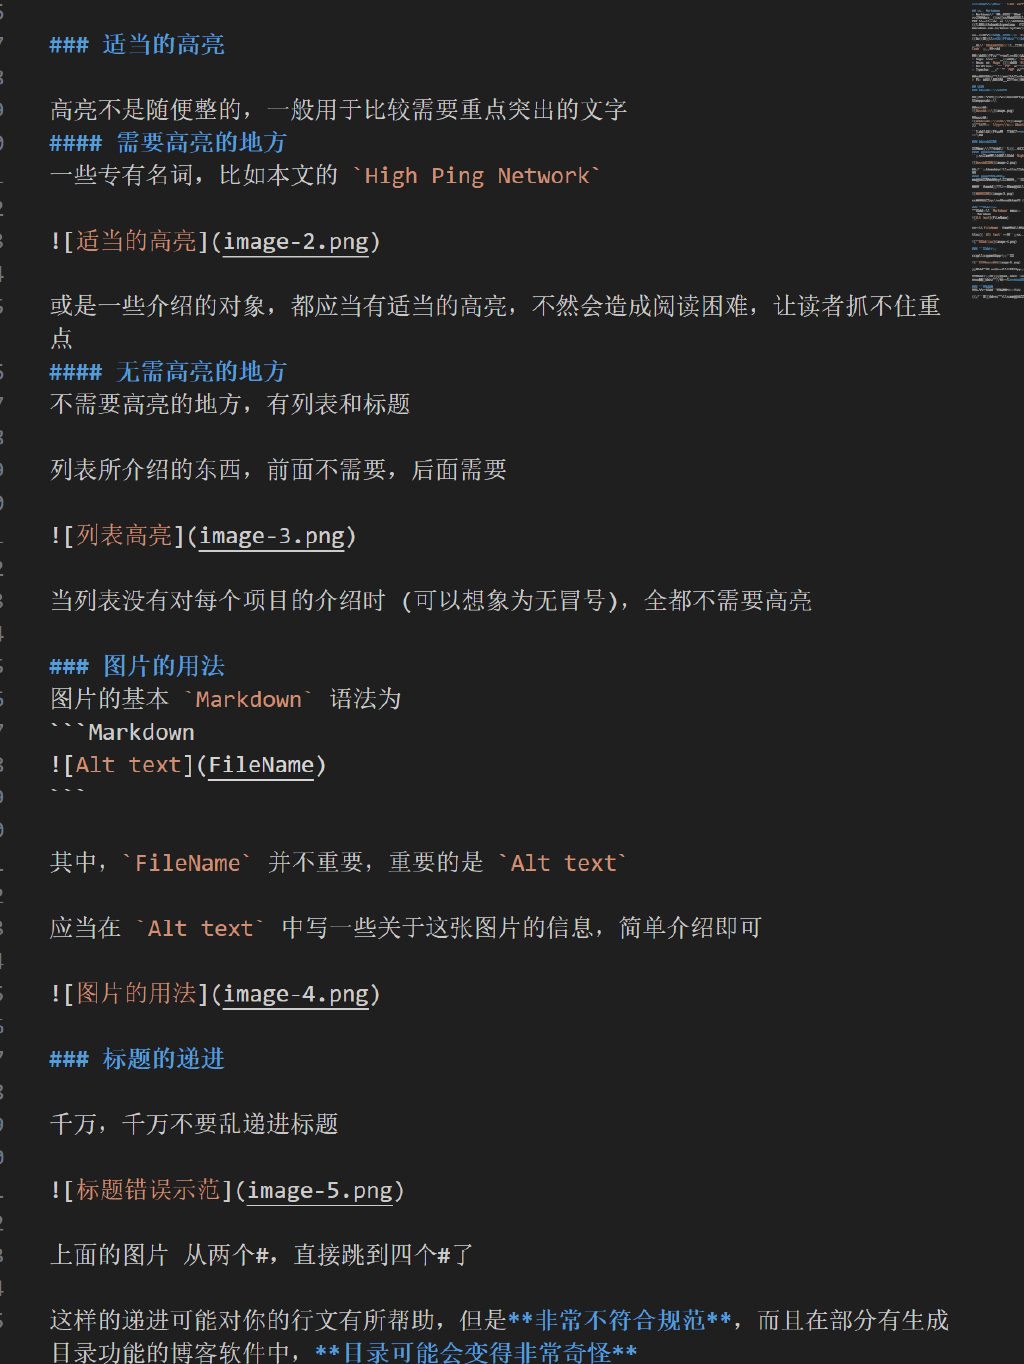 ### 适当的高亮
高亮不是随便整的，一般用于比较需要重点突出的文字
#### 需要高亮的地方
一些专有名词，比如本文的 `High Ping Network`
![适当的高亮](image-2.png)
或是一些介绍的对象，都应当有适当的高亮，不然会造成阅读困难，让读者抓不住重
点
#### 无需高亮的地方
不需要高亮的地方，有列表和标题
列表所介绍的东西，前面不需要，后面需要
![列表高亮](image-3.png)
当列表没有对每个项目的介绍时 (可以想象为无冒号)，全都不需要高亮
### 图片的用法
图片的基本 `Markdown` 语法为
```Markdown
![Alt text](FileName)
```
其中，`FileName` 并不重要，重要的是 `Alt text`
应当在 `Alt text` 中写一些关于这张图片的信息，简单介绍即可
![图片的用法](image-4.png)
### 标题的递进
千万，千万不要乱递进标题
![标题错误示范](image-5.png)
上面的图片 从两个#，直接跳到四个#了
这样的递进可能对你的行文有所帮助，但是**非常不符合规范**，而且在部分有生成
目录功能的博客软件中，**目录可能会变得非常奇怪**